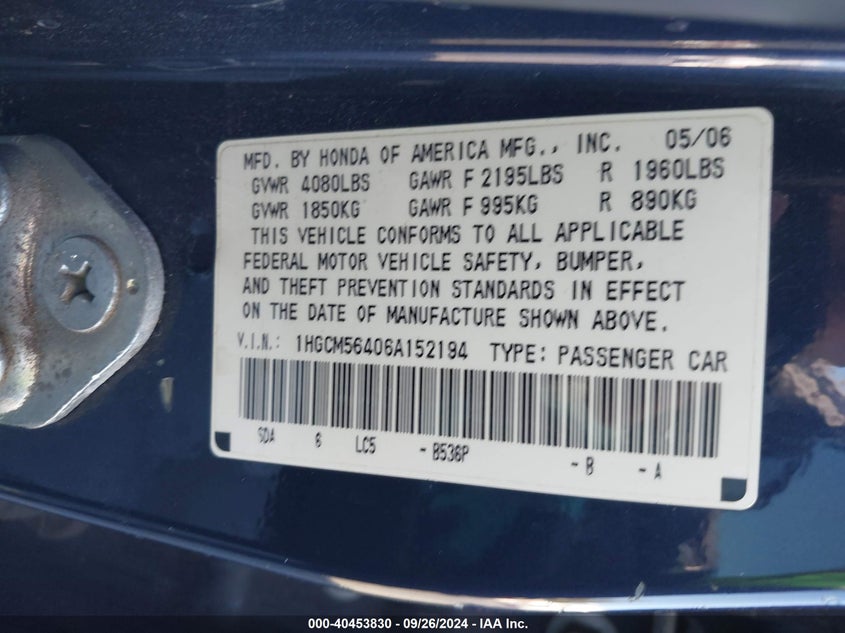 MFD. BY HONDA OF AMERICA MFG., INC. 05/06
GVWR 4080LBS GAWR F 2195LBS R 1960LBS
GVWR 1850KG GAWR F 995KG R 890KG
THIS VEHICLE CONFORMS TO ALL APPLICABLE
FEDERAL MOTOR VEHICLE SAFETY, BUMPER,
AND THEFT PREVENTION STANDARDS IN EFFECT
ON THE DATE OF MANUFACTURE SHOWN ABOVE.
V.I.N.: 1HGCM56406A152194 TYPE: PASSENGER CAR
SDA 6 LC5 -B536P -B -A
000-40453830 - 09/26/2024 - IAA Inc.